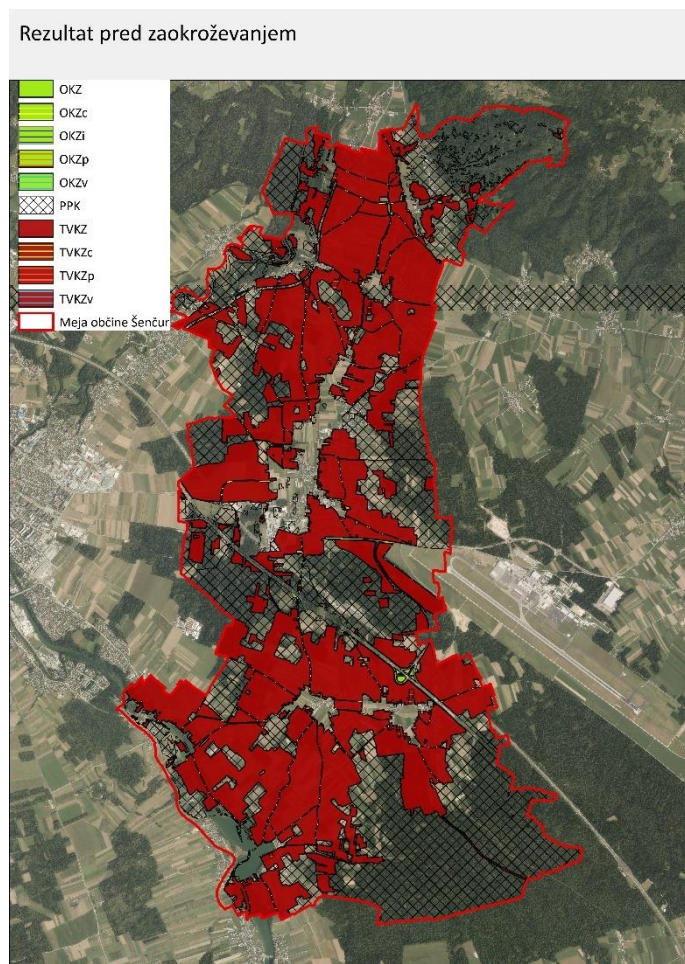 Rezultat pred zaokroževanjem
OKZ
OKZc
OKZi
OKZp
OKZv
PPK
TVKZ
TVKZc
TVKZp
TVKZv
Meja občine Šenčur